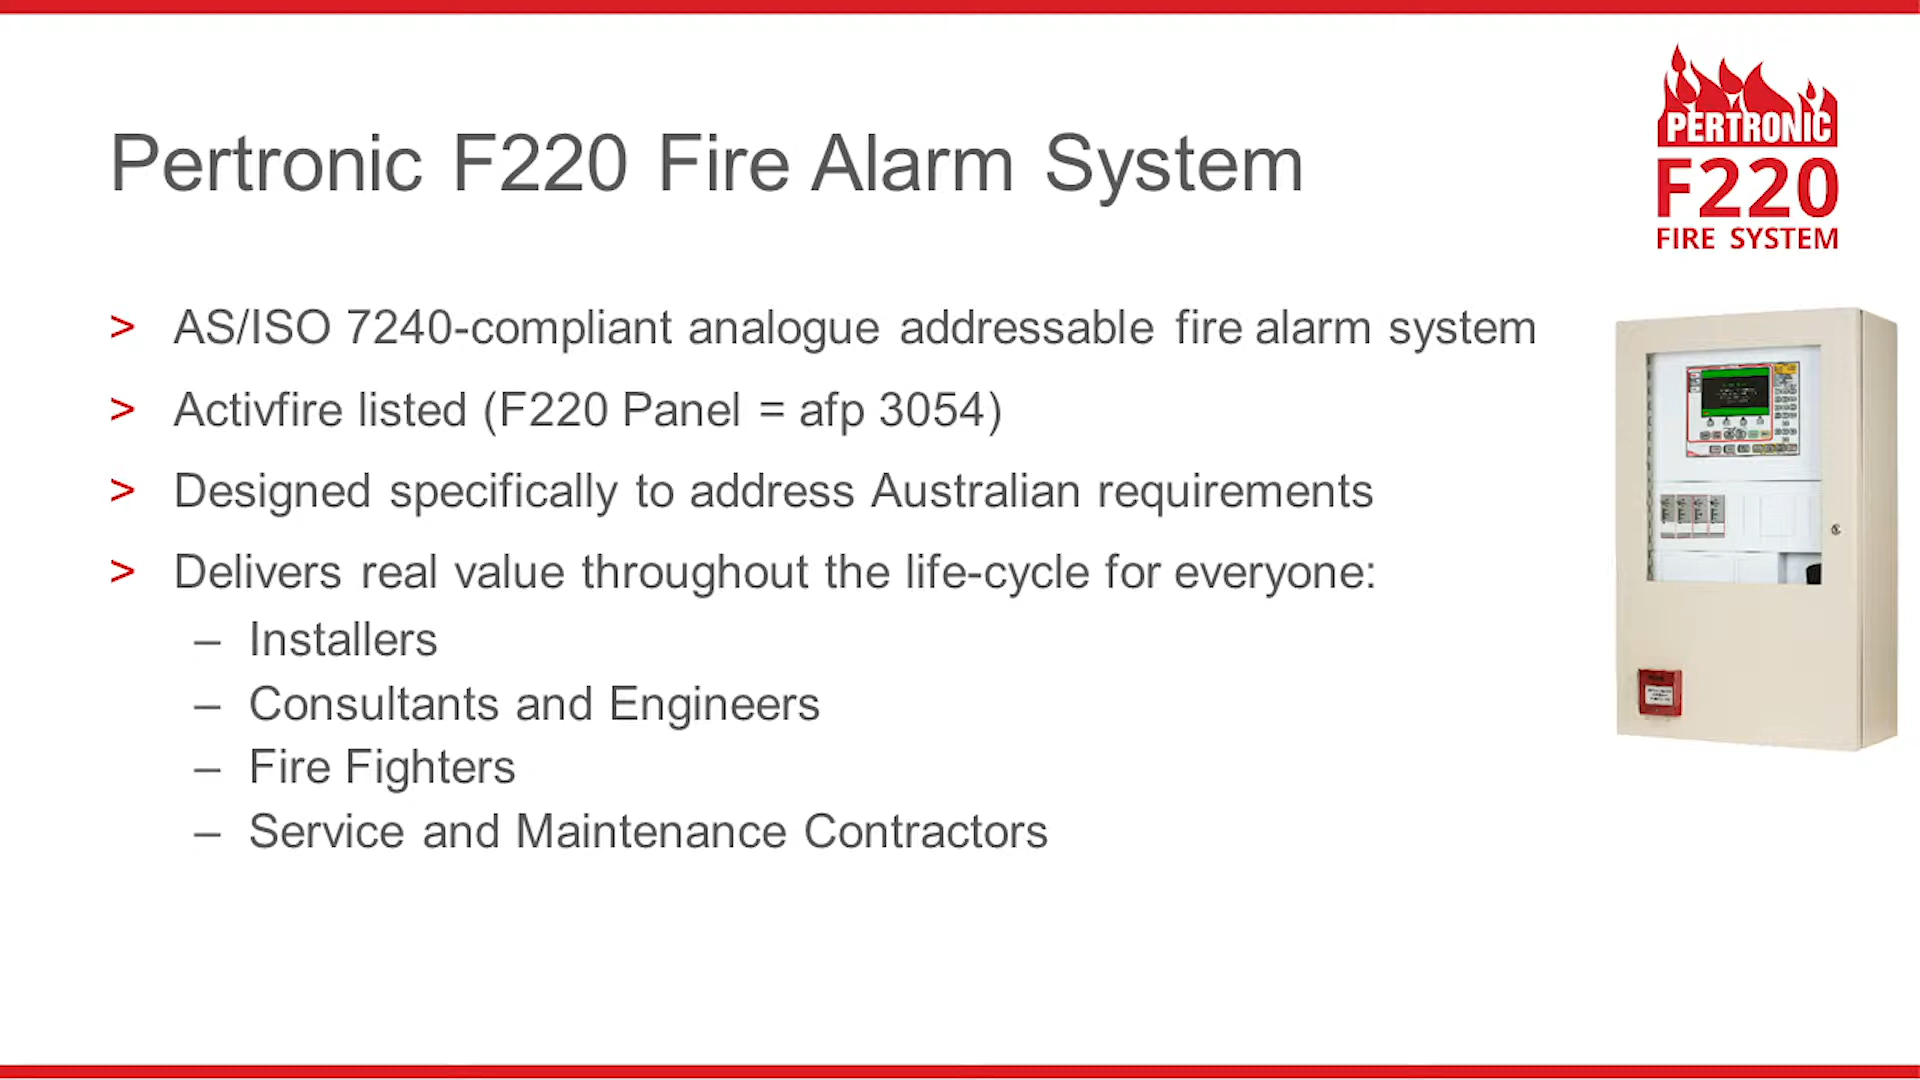 PERTRONIC
F220
FIRE SYSTEM
Pertronic F220 Fire Alarm System
> AS/ISO 7240-compliant analogue addressable fire alarm system
> Activfire listed (F220 Panel = afp 3054)
> Designed specifically to address Australian requirements
> Delivers real value throughout the life-cycle for everyone:
– Installers
– Consultants and Engineers
– Fire Fighters
– Service and Maintenance Contractors